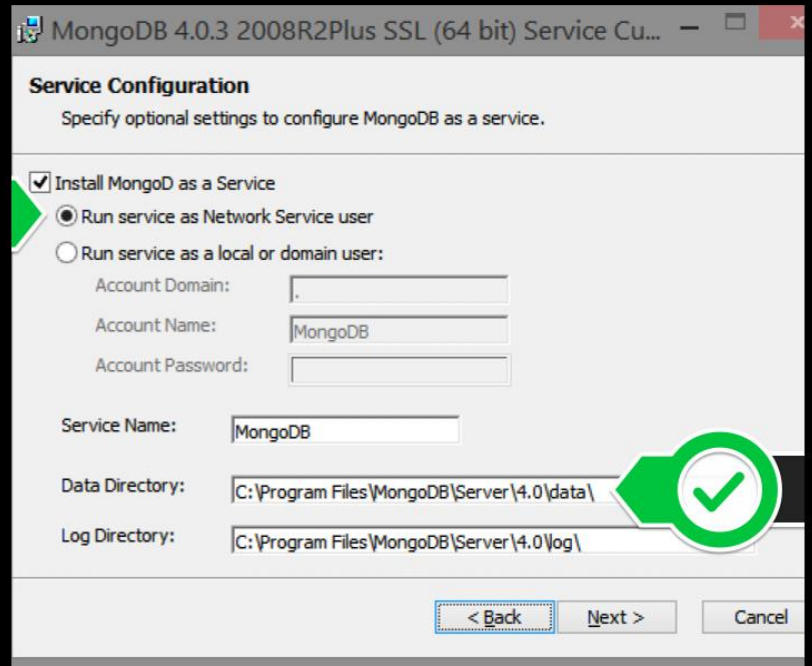 MongoDB 4.0.3 2008R2Plus SSL (64 bit) Service Cu...
Service Configuration
Specify optional settings to configure MongoDB as a service.
Install MongoD as a Service
Run service as Network Service user
Run service as a local or domain user:
Account Domain: .
Account Name: MongoDB
Account Password:
Service Name: MongoDB
Data Directory: C:\Program Files\MongoDB\Server\4.0\data\
Log Directory: C:\Program Files\MongoDB\Server\4.0\log\
< Back Next > Cancel